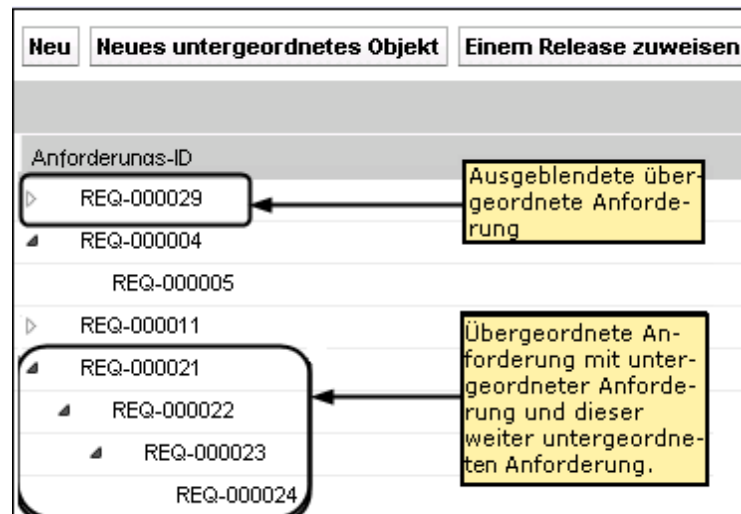 Neu Neues untergeordnetes Objekt Einem Release zuweisen
Anforderungs-ID
REQ-000029
Ausgeblendete über-
geordnete Anforde-
rung
REQ-000004
REQ-000005
REQ-000011
REQ-000021
REQ-000022
REQ-000023
REQ-000024
Übergeordnete An-
forderung mit unter-
geordneter Anforde-
rung und dieser
weiter untergeordne-
ten Anforderung.